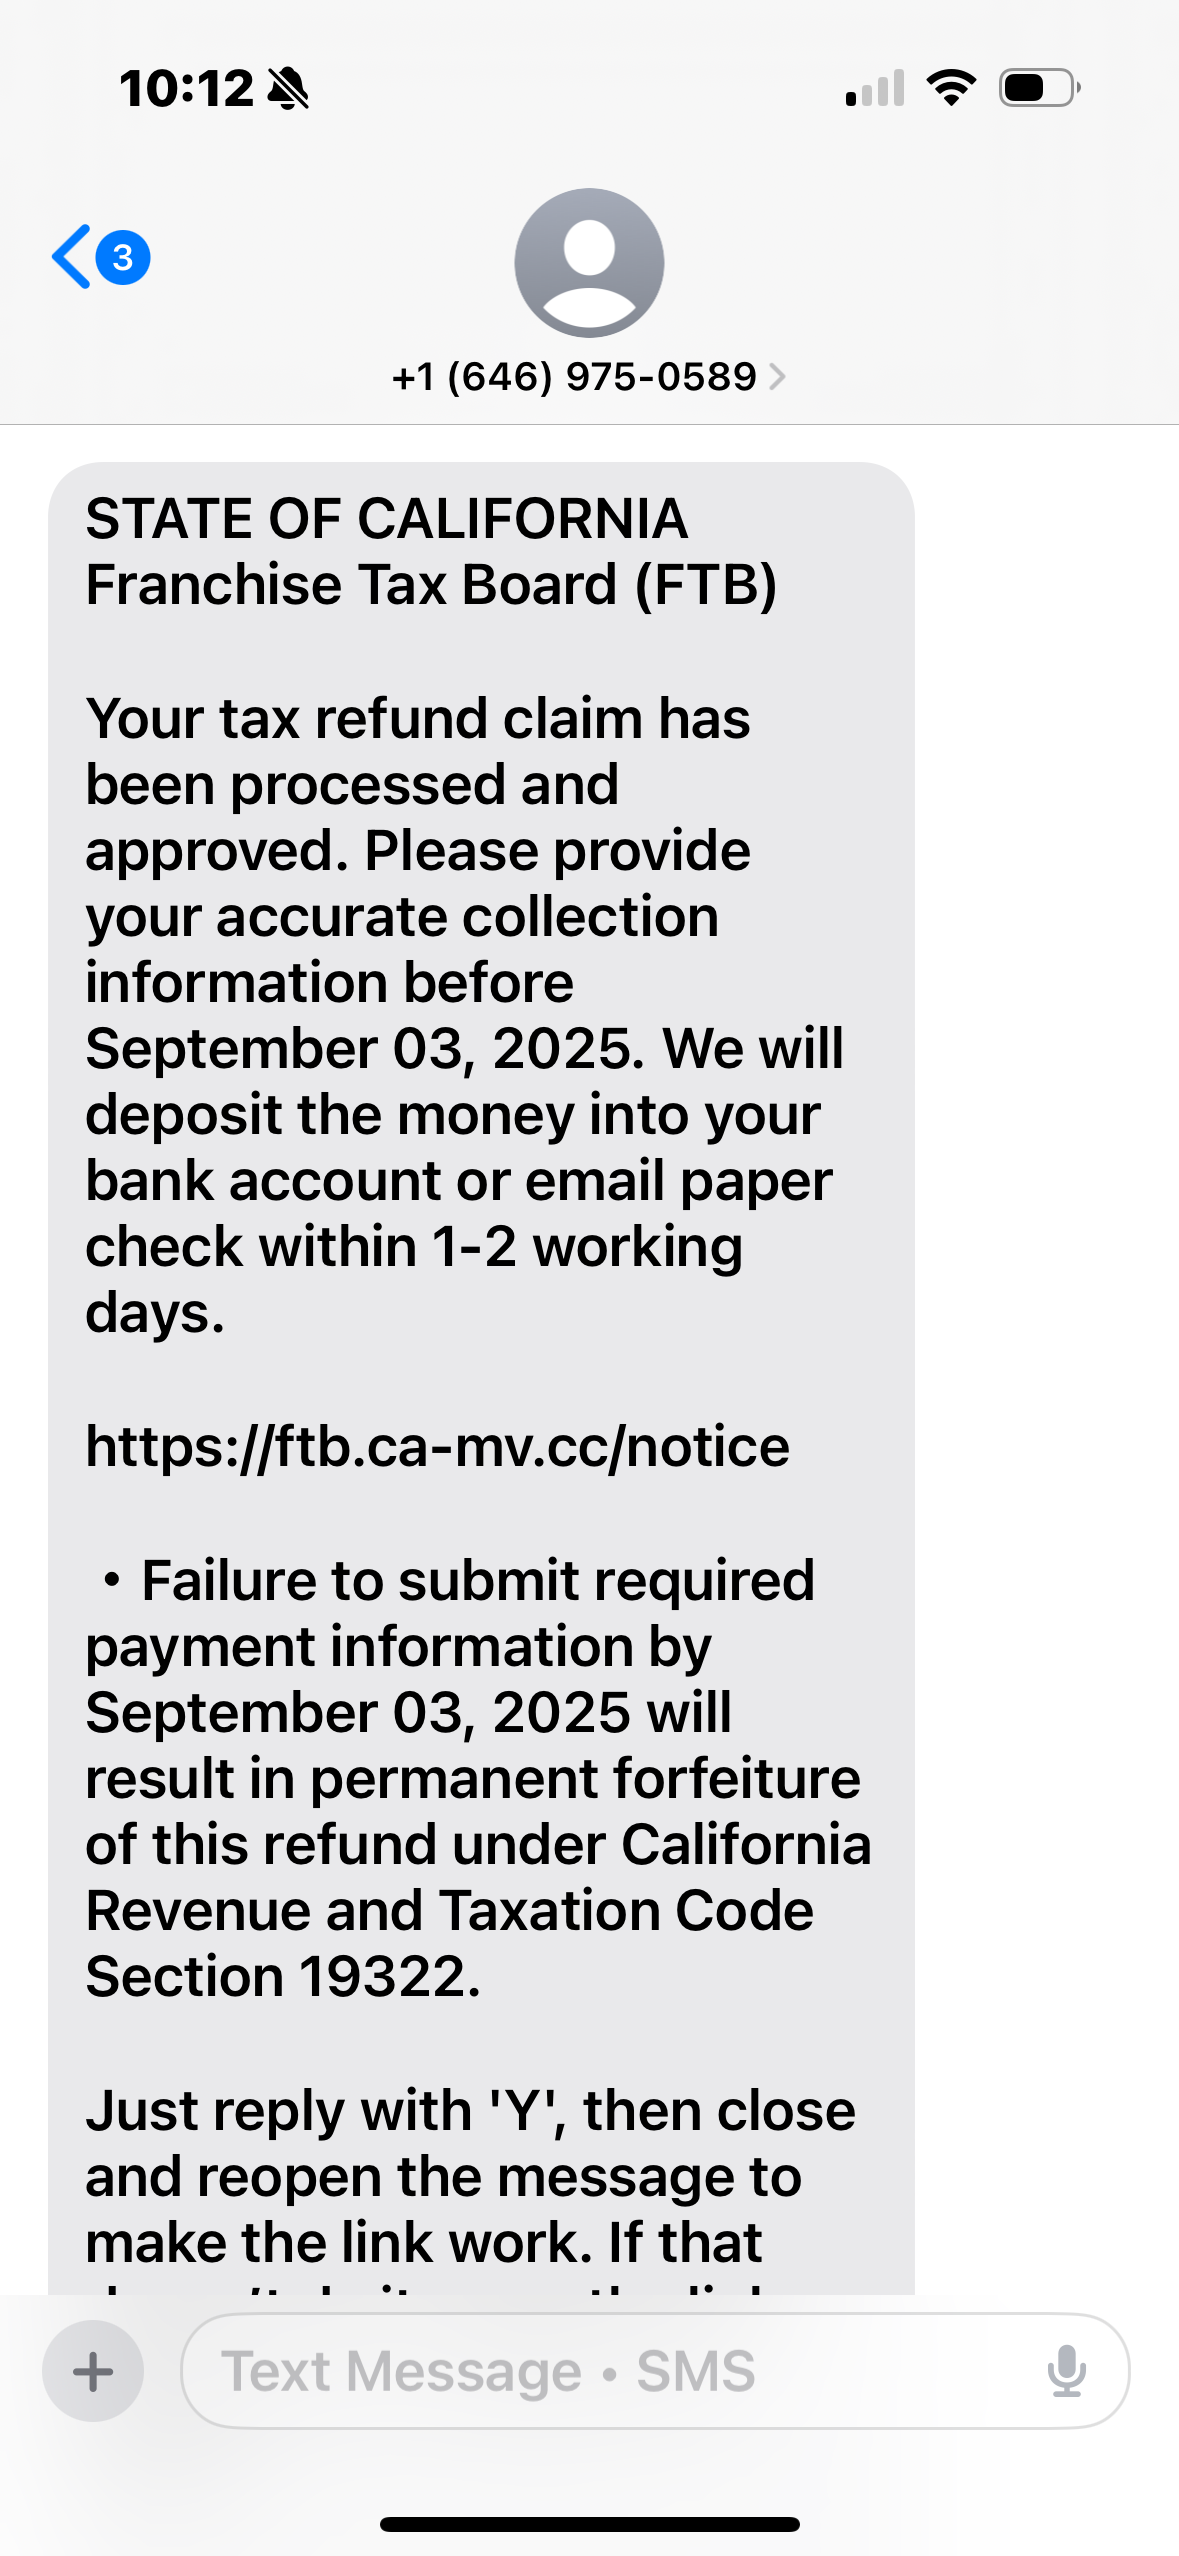 10:12
3
+1 (646) 975-0589
STATE OF CALIFORNIA
Franchise Tax Board (FTB)
Your tax refund claim has
been processed and
approved. Please provide
your accurate collection
information before
September 03, 2025. We will
deposit the money into your
bank account or email paper
check within 1-2 working
days.
https://ftb.ca-mv.cc/notice
• Failure to submit required
payment information by
September 03, 2025 will
result in permanent forfeiture
of this refund under California
Revenue and Taxation Code
Section 19322.
Just reply with 'Y', then close
and reopen the message to
make the link work. If that
Text Message • SMS